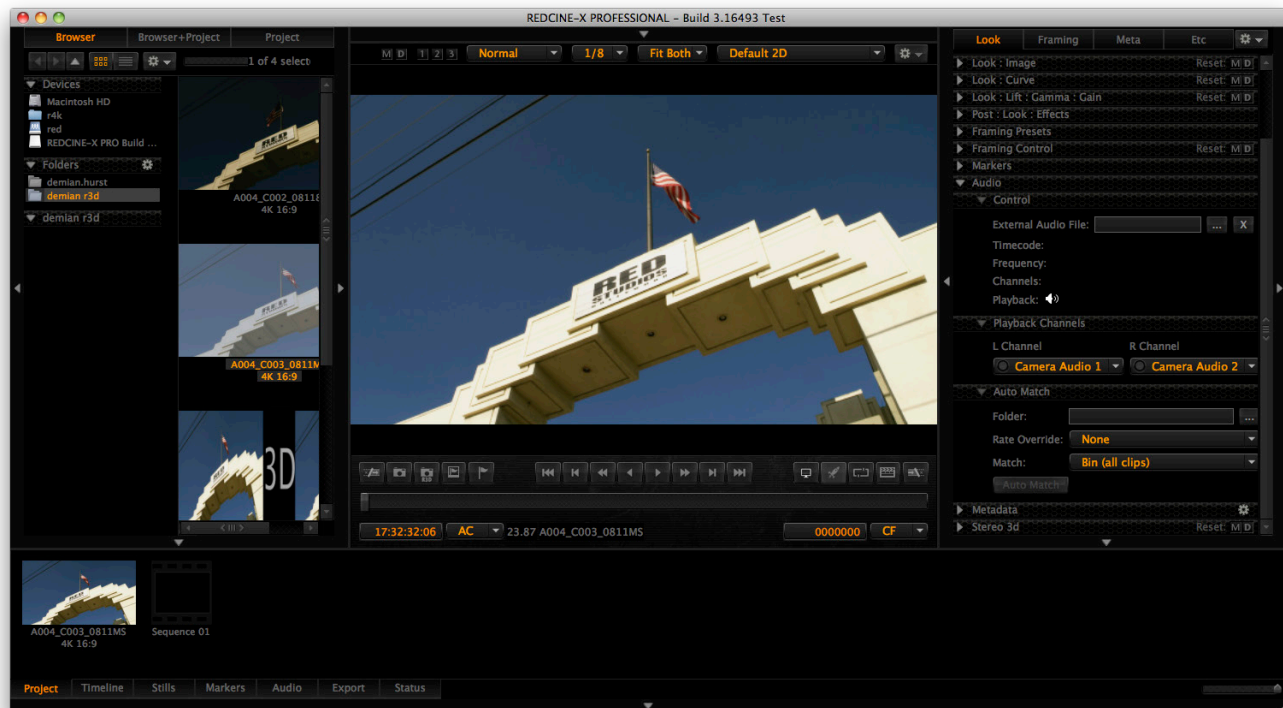 REDCINE-X PROFESSIONAL - Build 3.16493 Test
Browser
Browser+Project
Project
1 of 4 select
Devices
Macintosh HD
r4k
red
REDCINE-X PRO Build ...
Folders
demian.hurst
demian r3d
demian r3d
RED
A004_C002_0811
4K 16:9
A004_C003_0811M
4K 16:9
3D
M D 1 2 3 Normal 1/8 Fit Both Default 2D
RED
STUDIOS
17:32:32:06 AC 23.87 A004_C003_0811MS 0000000 CF
Look Framing Meta Etc
Look : Image Reset: M D
Look : Curve Reset: M D
Look : Lift : Gamma : Gain Reset: M D
Post : Look : Effects
Framing Presets
Framing Control Reset: M D
Markers
Audio
Control
External Audio File: ... X
Timecode:
Frequency:
Channels:
Playback:
Playback Channels
L Channel R Channel
Camera Audio 1 Camera Audio 2
Auto Match
Folder: ...
Rate Override: None
Match: Bin (all clips)
Auto Match
Metadata
Stereo 3d Reset: M D
A004_C003_0811MS
4K 16:9
Sequence 01
Project Timeline Stills Markers Audio Export Status